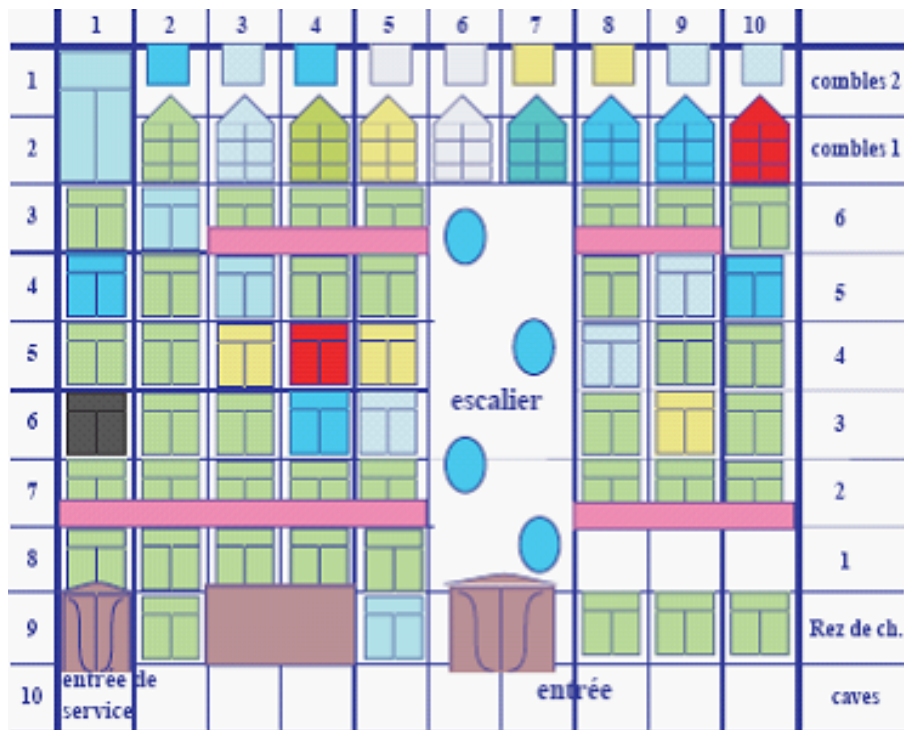 1 2 3 4 5 6 7 8 9 10
1 combles 2
2 combles 1
3 6
4 5
5 4
escalier
6 3
7 2
8 1
9 Rez de ch.
entrée de
service
entrée
10 caves